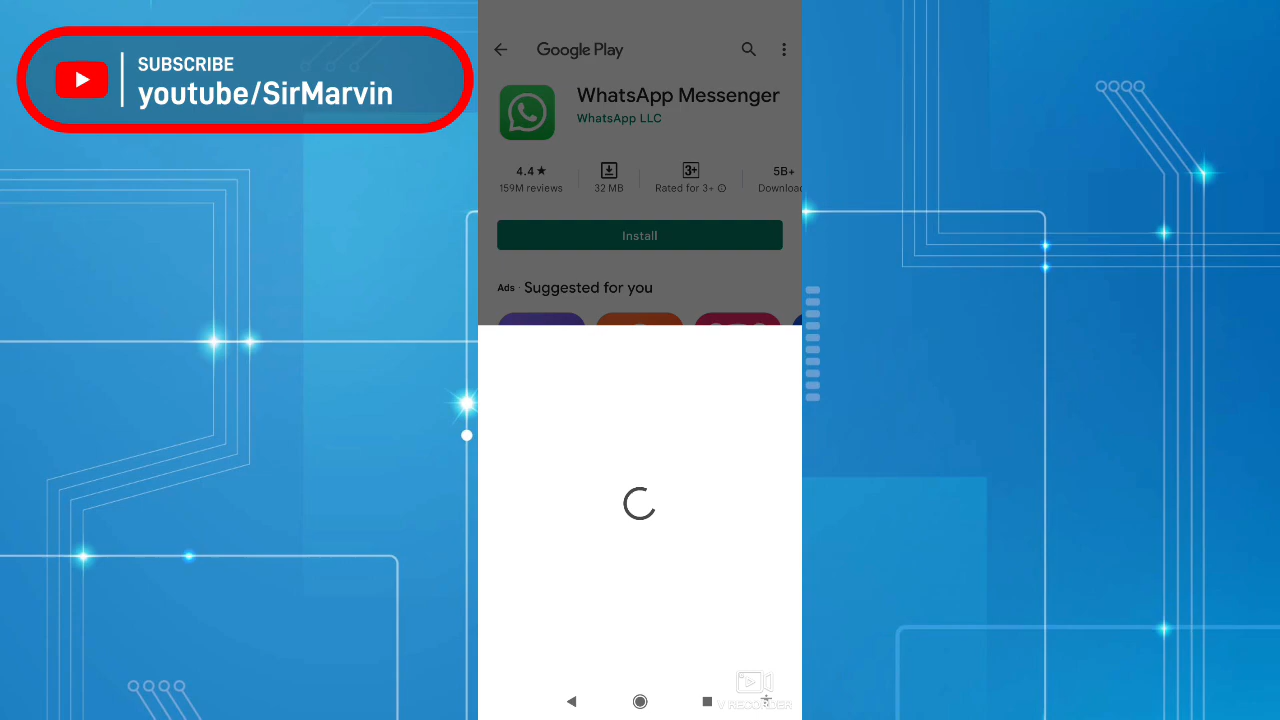 SUBSCRIBE
youtube/SirMarvin
Google Play
WhatsApp Messenger
WhatsApp LLC
4.4★
159M reviews
32 MB
3+
Rated for 3+
5B+
Install
Ads · Suggested for you
V RECORDER